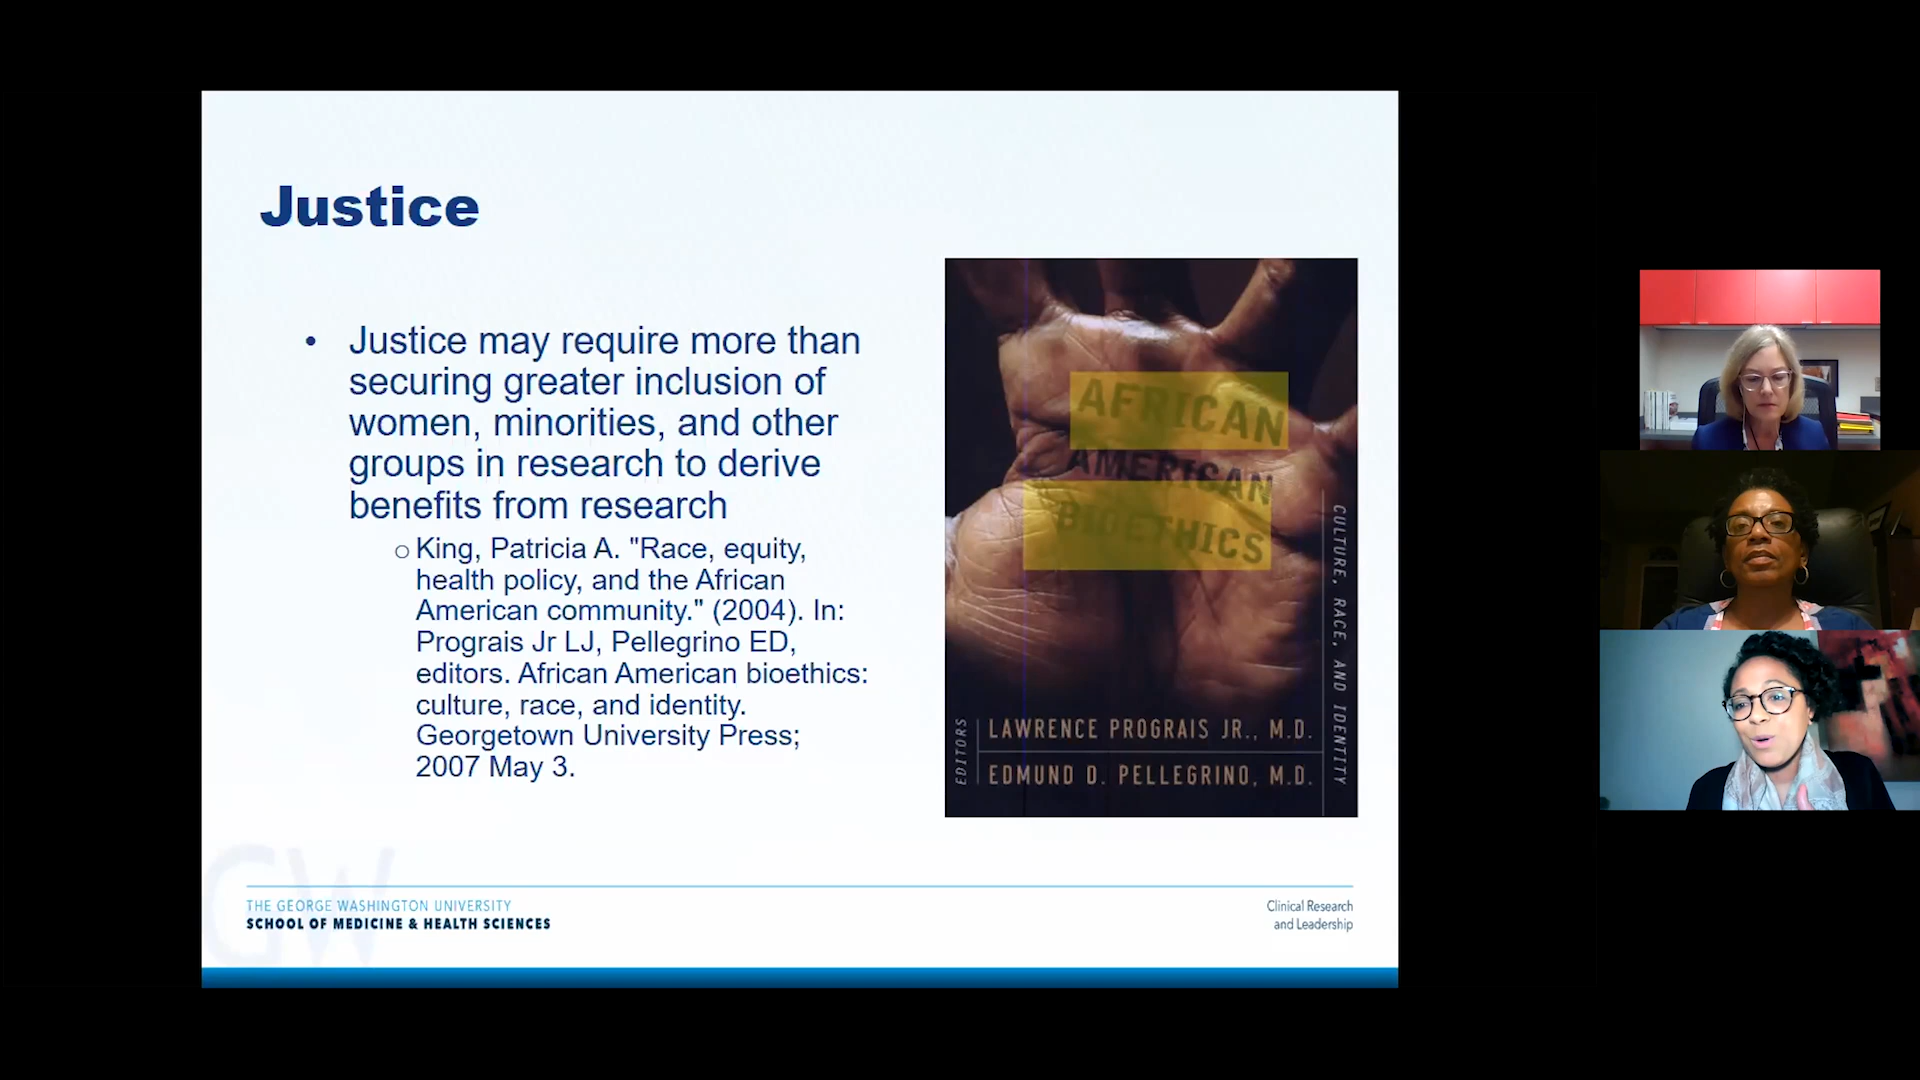 Justice
• Justice may require more than
securing greater inclusion of
women, minorities, and other
groups in research to derive
benefits from research
○ King, Patricia A. "Race, equity,
health policy, and the African
American community." (2004). In:
Prograis Jr LJ, Pellegrino ED,
editors. African American bioethics:
culture, race, and identity.
Georgetown University Press;
2007 May 3.
AFRICAN
AMERICAN
BIOETHICS
CULTURE, RACE, AND IDENTITY
EDITORS
LAWRENCE PROGRAIS JR., M.D.
EDMUND D. PELLEGRINO, M.D.
GW
THE GEORGE WASHINGTON UNIVERSITY
SCHOOL OF MEDICINE & HEALTH SCIENCES
Clinical Research
and Leadership